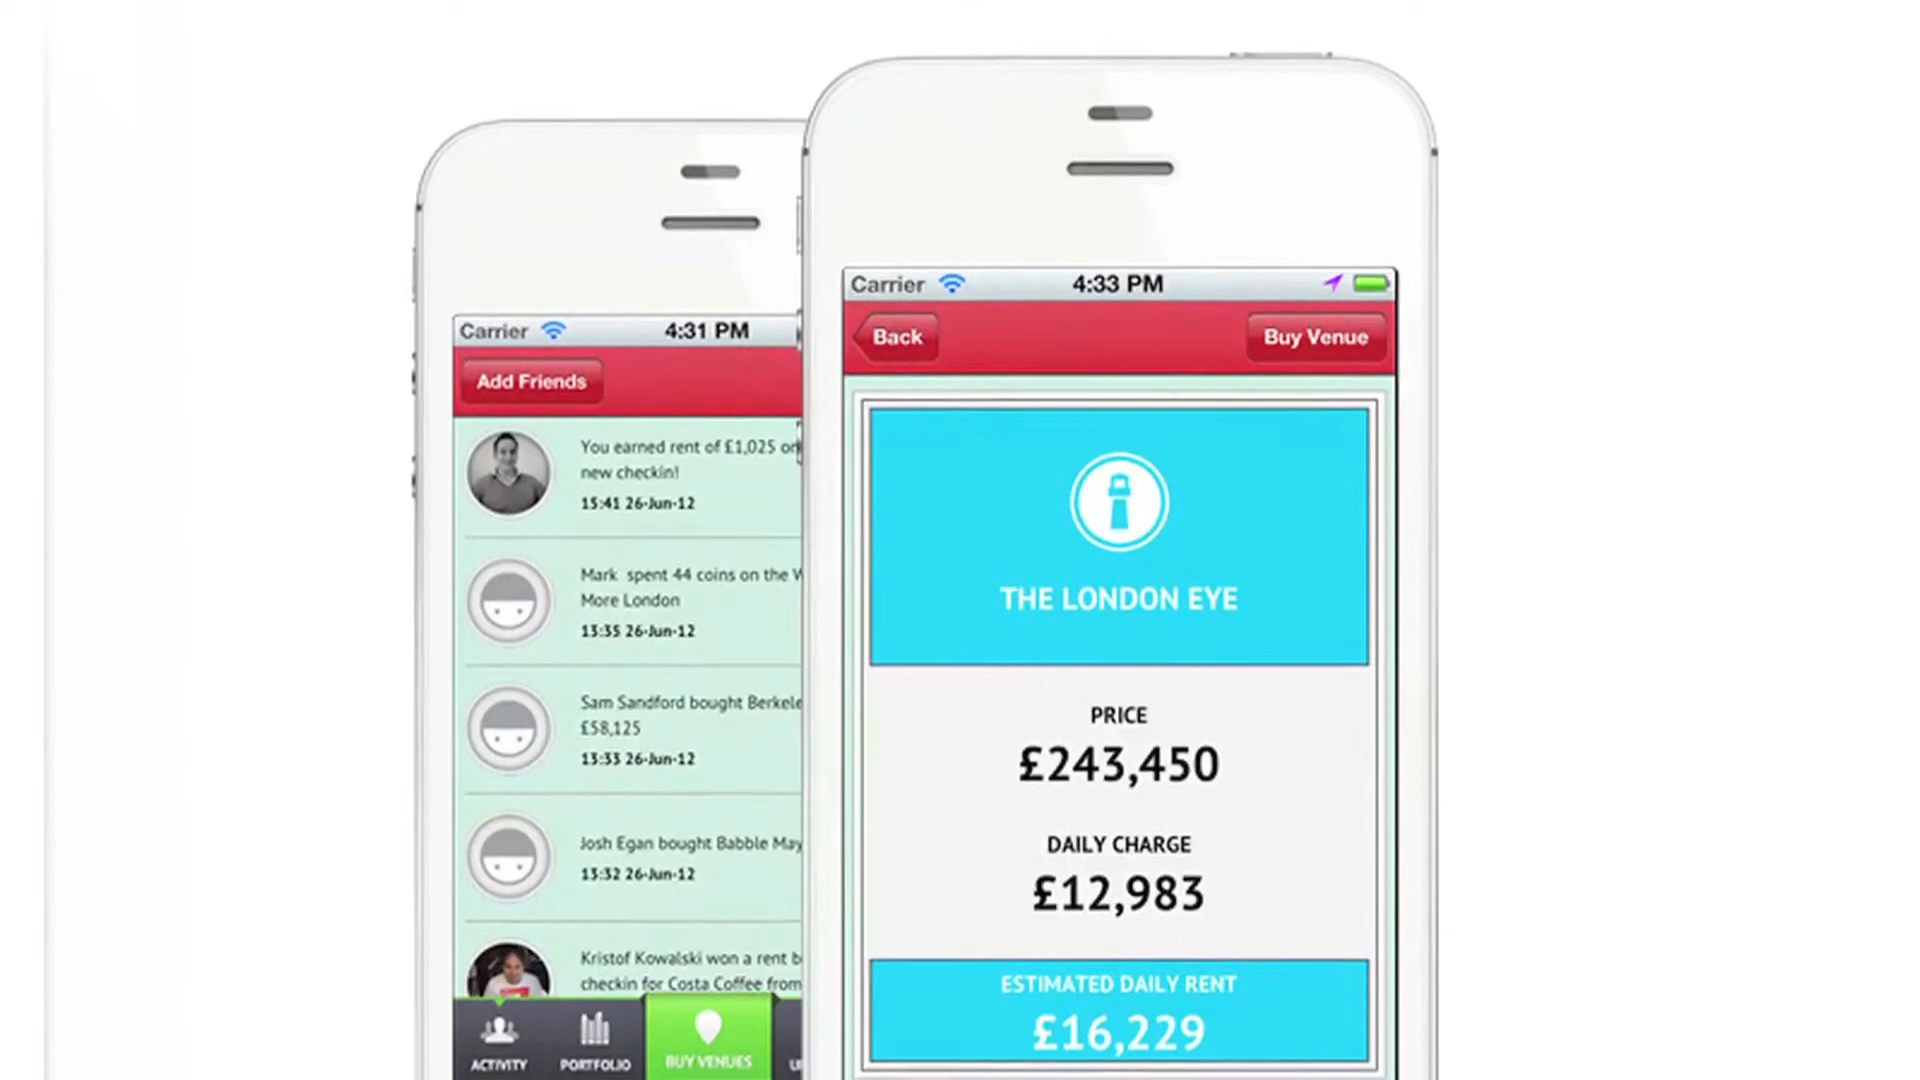 Carrier 4:31 PM
Add Friends
You earned rent of £1,025 on
new checkin!
15:41 26-Jun-12
Mark spent 44 coins on the
More London
13:35 26-Jun-12
Sam Sandford bought
£58,125
13:33 26-Jun-12
Josh Egan bought Babble
13:32 26-Jun-12
Kristof Kowalski won a rent
checkin for Costa Coffee from
ACTIVITY
PORTFOLIO
BUY VENUES
Carrier 4:33 PM
Back
Buy Venue
THE LONDON EYE
PRICE
£243,450
DAILY CHARGE
£12,983
ESTIMATED DAILY RENT
£16,229